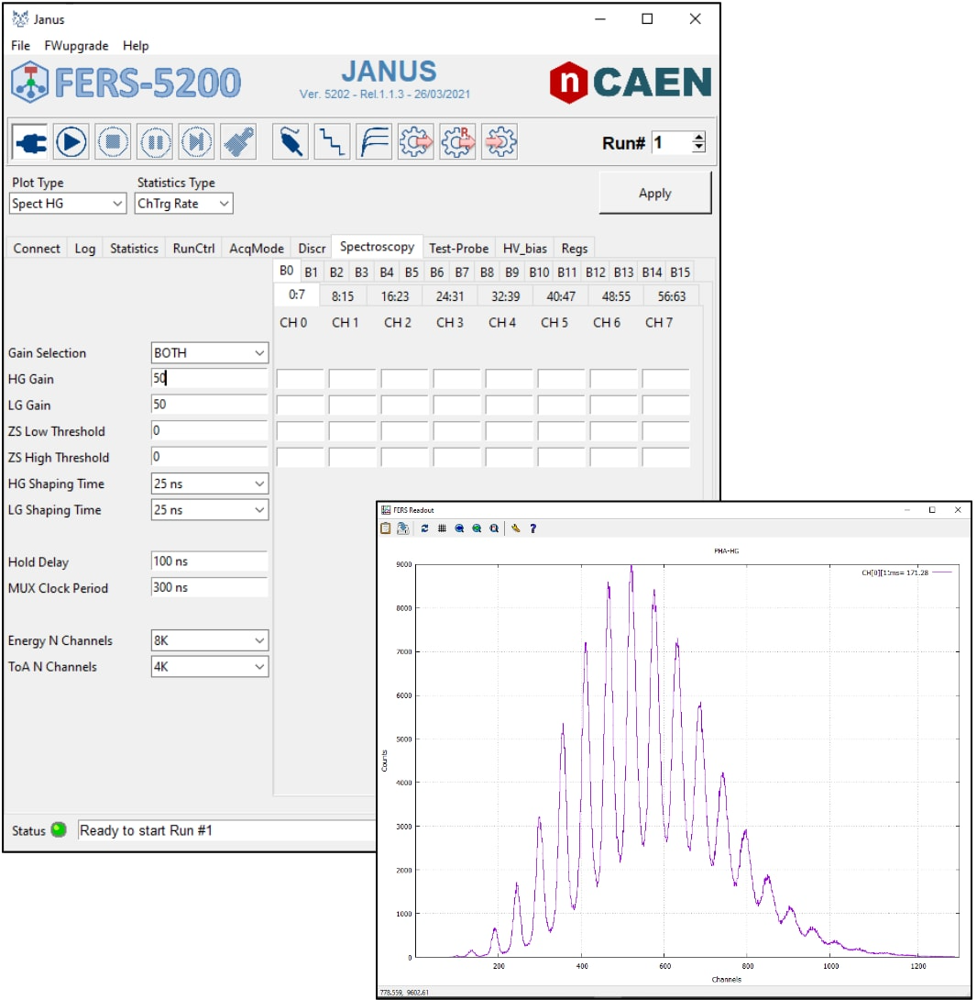 Janus
File FWupgrade Help
FERS-5200
JANUS
Ver. 5202 - Rel.1.1.3 - 26/03/2021
n CAEN
R
Run# 1
Plot Type Statistics Type
Spect HG ChTrg Rate
Apply
Connect Log Statistics RunCtrl AcqMode Discr Spectroscopy Test-Probe HV_bias Regs
B0 B1 B2 B3 B4 B5 B6 B7 B8 B9 B10 B11 B12 B13 B14 B15
0:7 8:15 16:23 24:31 32:39 40:47 48:55 56:63
CH 0 CH 1 CH 2 CH 3 CH 4 CH 5 CH 6 CH 7
Gain Selection BOTH
HG Gain 50
LG Gain 50
ZS Low Threshold 0
ZS High Threshold 0
HG Shaping Time 25 ns
LG Shaping Time 25 ns
Hold Delay 100 ns
MUX Clock Period 300 ns
Energy N Channels 8K
ToA N Channels 4K
Status Ready to start Run #1
FERS Readout
?
PHA-HG
CH[0][1:ms= 171.28
9000
8000
7000
6000
5000
4000
3000
2000
1000
0
Counts
200 400 600 800 1000 1200
Channels
778.559, 9602.61